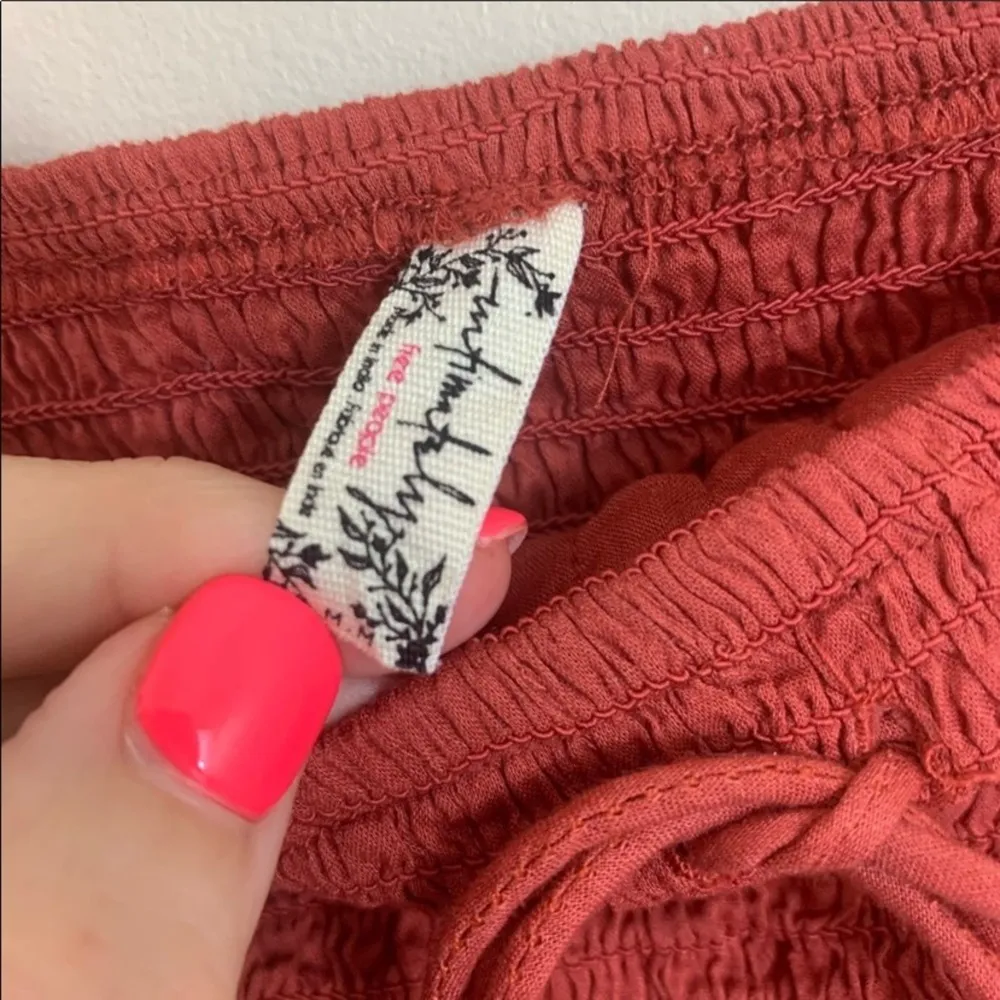 intimately
free people
Made in India Fabriqué en Inde